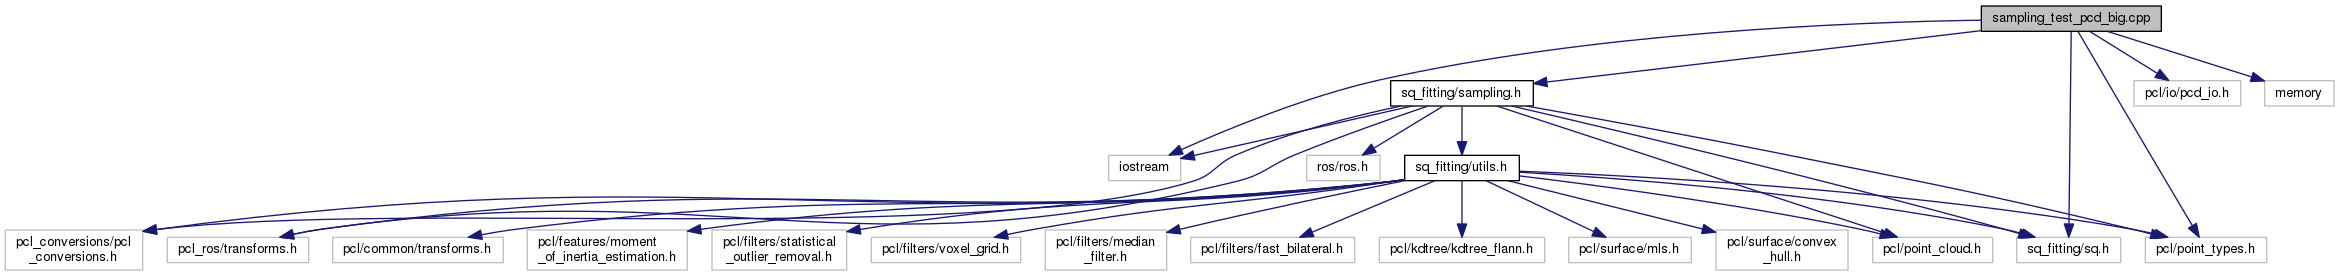 sampling_test_pcd_big.cpp
sq_fitting/sampling.h
pcl/io/pcd_io.h
memory
iostream
ros/ros.h
sq_fitting/utils.h
pcl_conversions/pcl
_conversions.h
pcl_ros/transforms.h
pcl/common/transforms.h
pcl/features/moment
_of_inertia_estimation.h
pcl/filters/statistical
_outlier_removal.h
pcl/filters/voxel_grid.h
pcl/filters/median
_filter.h
pcl/filters/fast_bilateral.h
pcl/kdtree/kdtree_flann.h
pcl/surface/mls.h
pcl/surface/convex
_hull.h
pcl/point_cloud.h
sq_fitting/sq.h
pcl/point_types.h